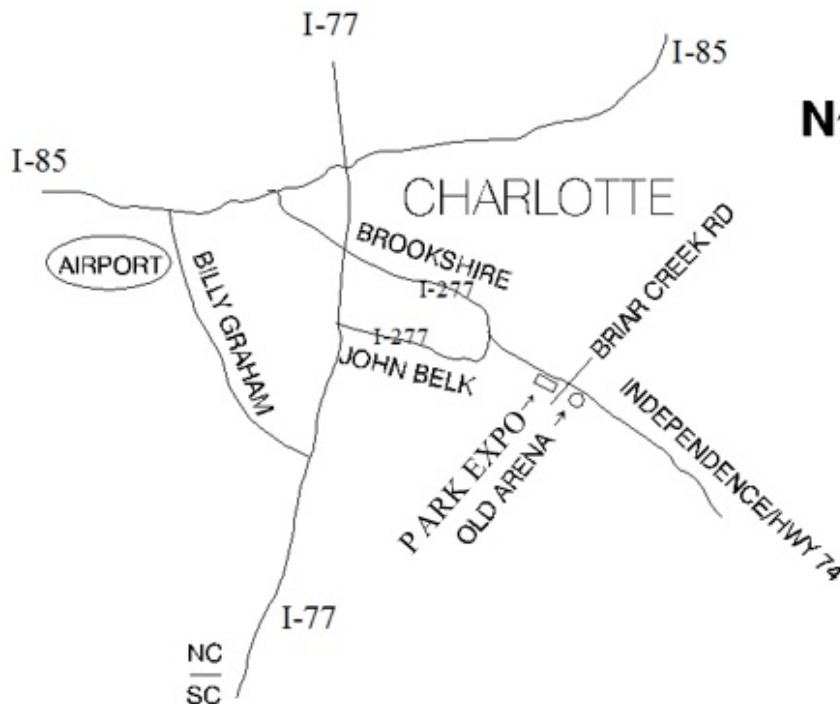 I-77
I-85
N
I-85
CHARLOTTE
AIRPORT
BILLY GRAHAM
BROOKSHIRE
I-277
I-277
JOHN BELK
BRIAR CREEK RD
PARK EXPO→
OLD ARENA →
INDEPENDENCE/HWY 74
I-77
NC
SC